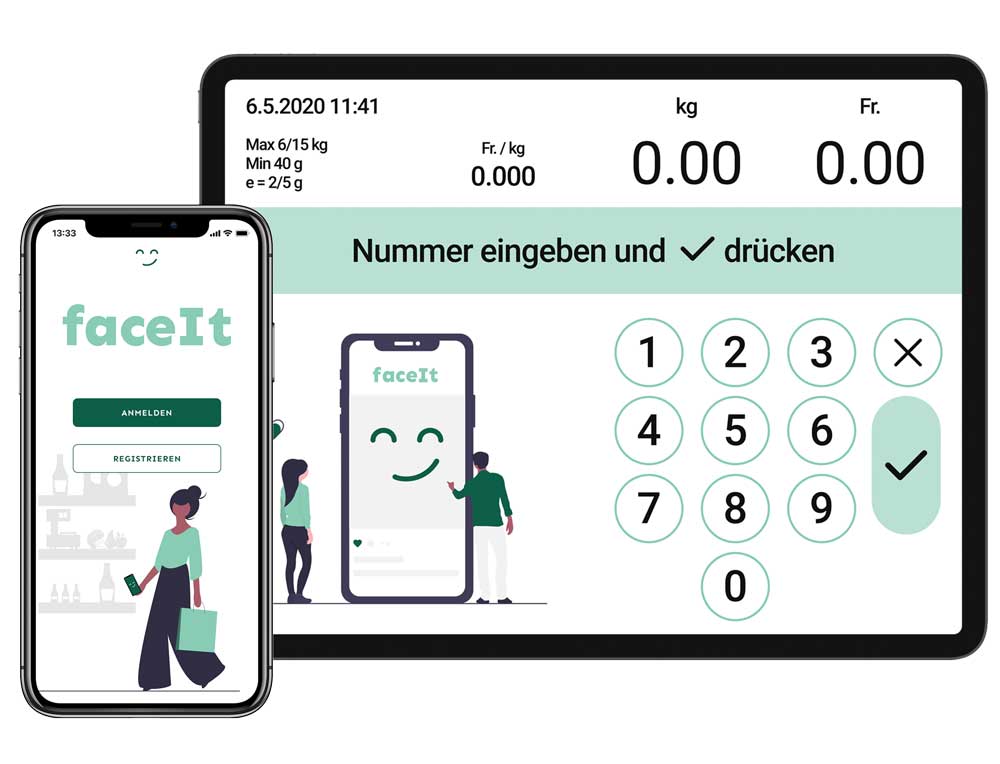 6.5.2020 11:41
kg
Fr.
Max 6/15 kg
Min 40 g
e = 2/5 g
Fr. / kg
0.000
0.00
0.00
Nummer eingeben und ✓ drücken
faceIt
1 2 3 ✕
4 5 6 ✓
7 8 9
0
13:33
faceIt
ANMELDEN
REGISTRIEREN